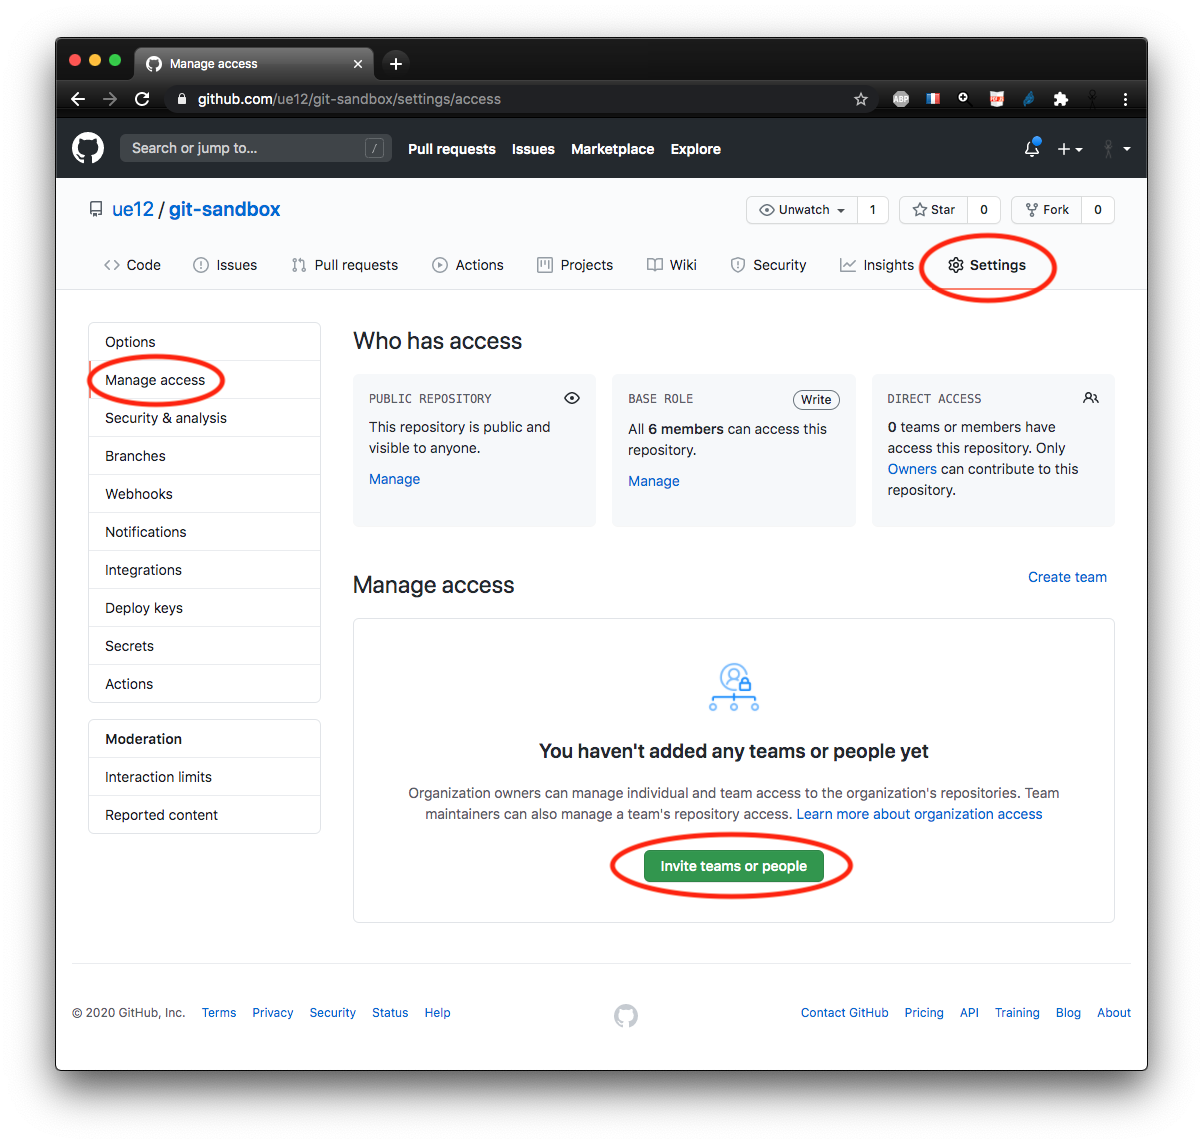 Manage access
github.com/ue12/git-sandbox/settings/access
ABP
Search or jump to...
/
Pull requests
Issues
Marketplace
Explore
ue12 / git-sandbox
Unwatch 1
Star 0
Fork 0
Code
Issues
Pull requests
Actions
Projects
Wiki
Security
Insights
Settings
Options
Manage access
Security & analysis
Branches
Webhooks
Notifications
Integrations
Deploy keys
Secrets
Actions
Moderation
Interaction limits
Reported content
Who has access
PUBLIC REPOSITORY
This repository is public and
visible to anyone.
Manage
BASE ROLE
Write
All 6 members can access this
repository.
Manage
DIRECT ACCESS
0 teams or members have
access this repository. Only
Owners can contribute to this
repository.
Manage access
Create team
You haven't added any teams or people yet
Organization owners can manage individual and team access to the organization's repositories. Team
maintainers can also manage a team's repository access. Learn more about organization access
Invite teams or people
© 2020 GitHub, Inc.
Terms
Privacy
Security
Status
Help
Contact GitHub
Pricing
API
Training
Blog
About